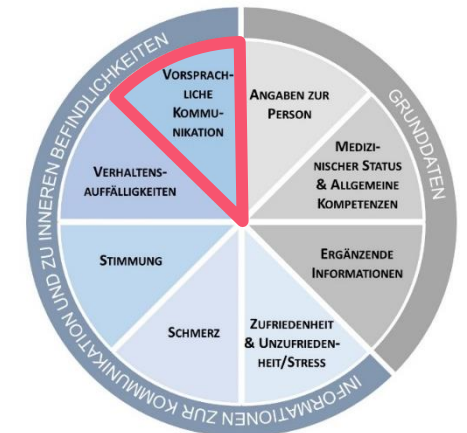 INFORMATIONEN ZUR KOMMUNIKATION UND ZU INNEREN BEFINDLICHKEITEN
GRUNDDATEN
VORSPRACH-
LICHE
KOMMU-
NIKATION
ANGABEN ZUR
PERSON
MEDIZI-
NISCHER STATUS
& ALLGEMEINE
KOMPETENZEN
ERGÄNZENDE
INFORMATIONEN
ZUFRIEDENHEIT
& UNZUFRIEDEN-
HEIT/STRESS
SCHMERZ
STIMMUNG
VERHALTENS-
AUFFÄLLIGKEITEN